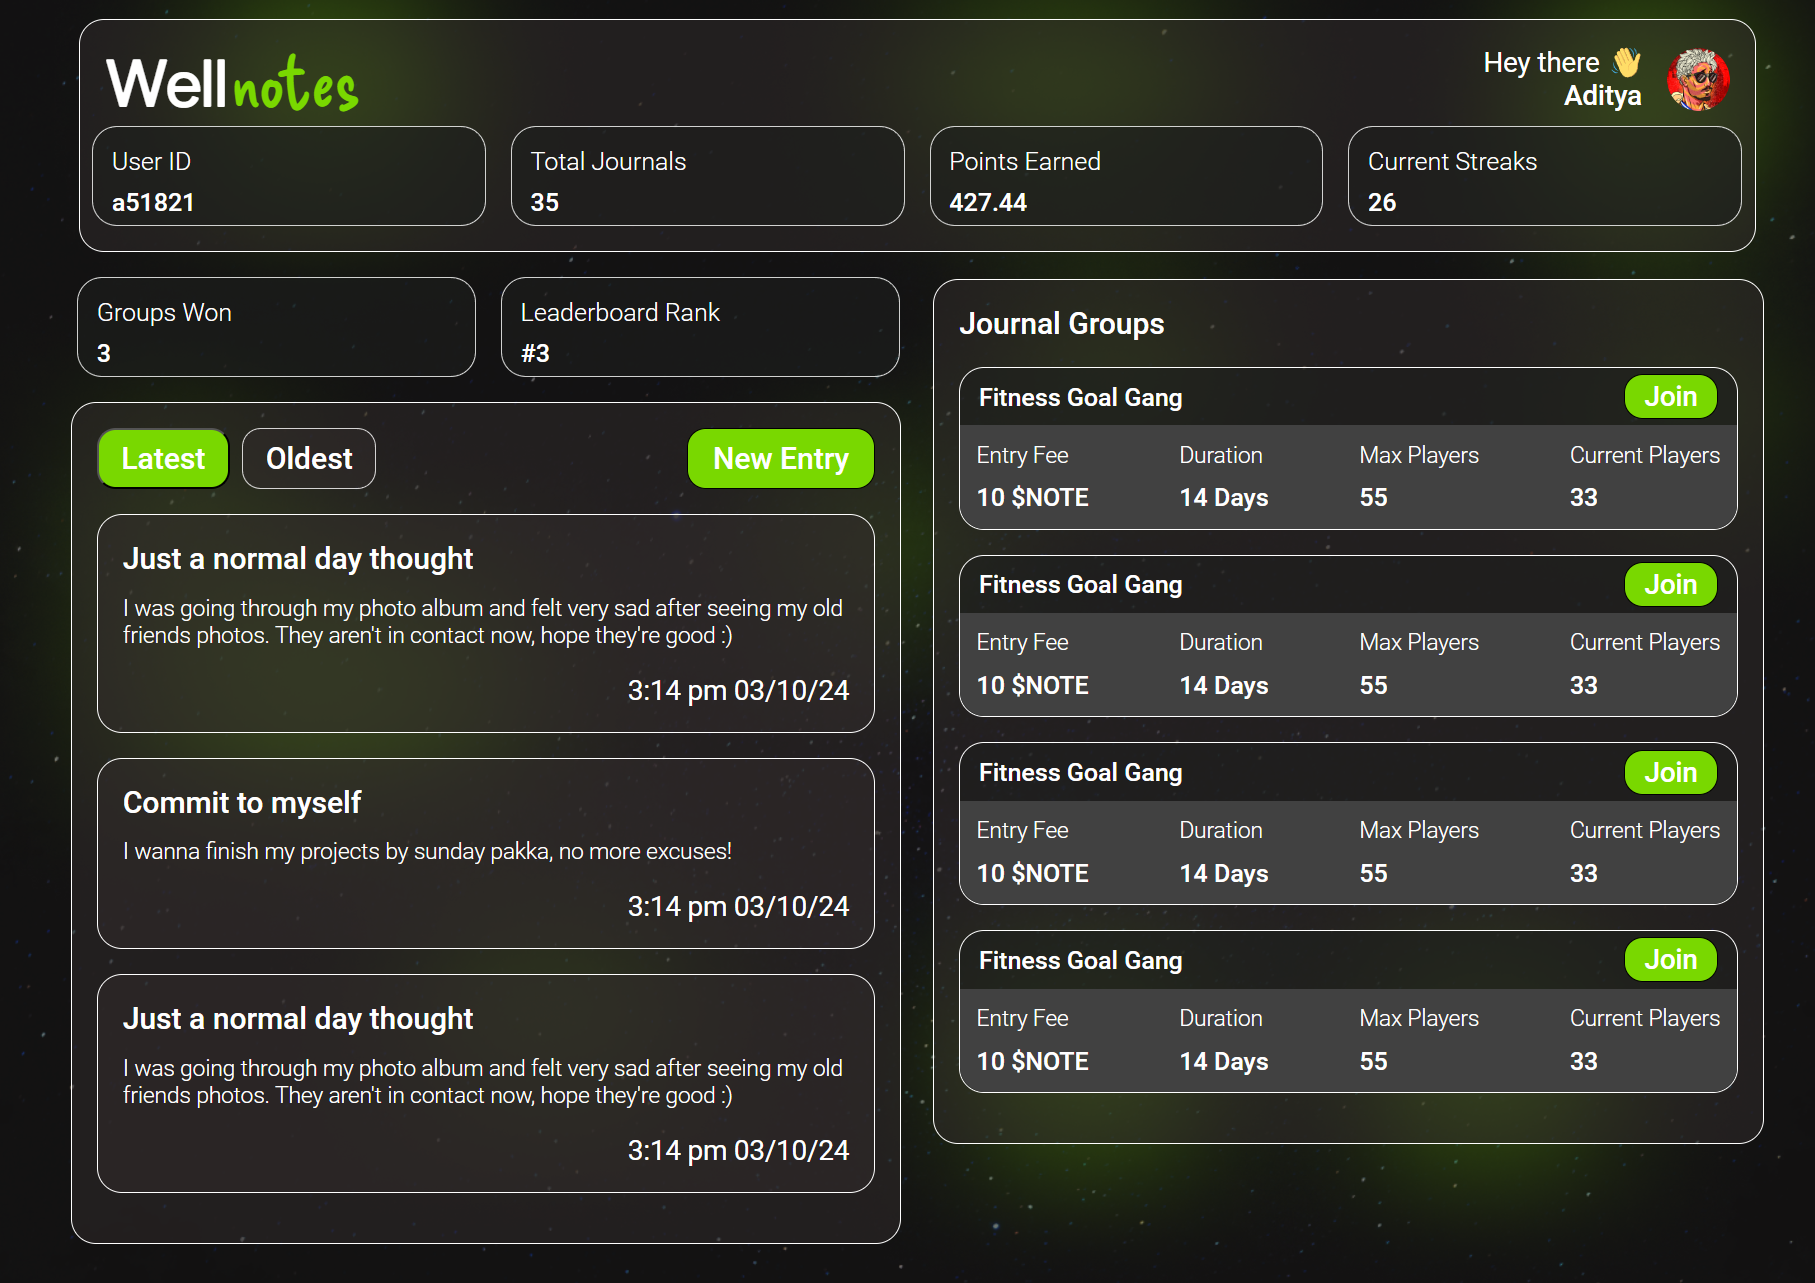 Wellnotes
Hey there 👋
Aditya
User ID
a51821
Total Journals
35
Points Earned
427.44
Current Streaks
26
Groups Won
3
Leaderboard Rank
#3
Latest
Oldest
New Entry
Just a normal day thought
I was going through my photo album and felt very sad after seeing my old
friends photos. They aren't in contact now, hope they're good :)
3:14 pm 03/10/24
Commit to myself
I wanna finish my projects by sunday pakka, no more excuses!
3:14 pm 03/10/24
Just a normal day thought
I was going through my photo album and felt very sad after seeing my old
friends photos. They aren't in contact now, hope they're good :)
3:14 pm 03/10/24
Journal Groups
Fitness Goal Gang
Join
Entry Fee Duration Max Players Current Players
10 $NOTE 14 Days 55 33
Fitness Goal Gang
Join
Entry Fee Duration Max Players Current Players
10 $NOTE 14 Days 55 33
Fitness Goal Gang
Join
Entry Fee Duration Max Players Current Players
10 $NOTE 14 Days 55 33
Fitness Goal Gang
Join
Entry Fee Duration Max Players Current Players
10 $NOTE 14 Days 55 33